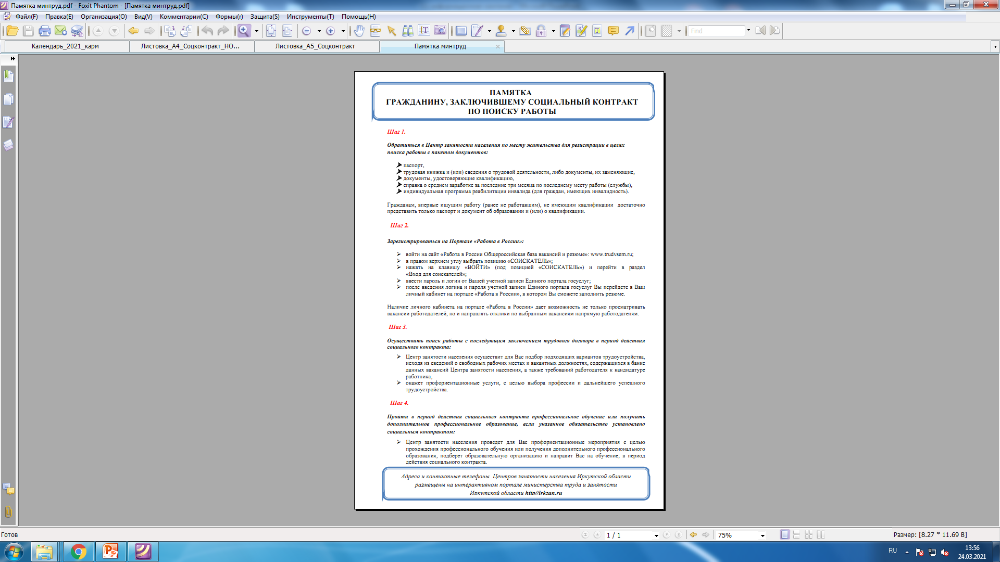 Памятка минтруд.pdf - Foxit Phantom - [Памятка минтруд.pdf]
Файл(F) Правка(E) Организация(O) Вид(V) Комментарии(C) Формы(r) Защита(S) Инструменты(T) Помощь(H)
Find
Календарь_2021_карм Листовка_А4_Соцконтракт_НО... Листовка_А5_Соцконтракт Памятка минтруд
ПАМЯТКА
ГРАЖДАНИНУ, ЗАКЛЮЧИВШЕМУ СОЦИАЛЬНЫЙ КОНТРАКТ
ПО ПОИСКУ РАБОТЫ
Шаг 1.
Обратиться в Центр занятости населения по месту жительства для регистрации в целях
поиска работы с пакетом документов:
паспорт,
трудовая книжка и (или) сведения о трудовой деятельности, либо документы, их заменяющие,
документы, удостоверяющие квалификацию,
справка о среднем заработке за последние три месяца по последнему месту работы (службы),
индивидуальная программа реабилитации инвалида (для граждан, имеющих инвалидность).
Гражданам, впервые ищущим работу (ранее не работавшим), не имеющим квалификации достаточно
представить только паспорт и документ об образовании и (или) о квалификации.
Шаг 2.
Зарегистрироваться на Портале «Работа в России»:
войти на сайт «Работа в России Общероссийская база вакансий и резюме»: www.trudvsem.ru;
в правом верхнем углу выбрать позицию «СОИСКАТЕЛЬ»;
нажать на клавишу «ВОЙТИ» (под позицией «СОИСКАТЕЛЬ») и перейти в раздел
«Вход для соискателей»;
ввести пароль и логин от Вашей учетной записи Единого портала госуслуг;
после введения логина и пароля учетной записи Единого портала госуслуг Вы перейдете в Ваш
личный кабинет на портале «Работа в России», в котором Вы сможете заполнить резюме.
Наличие личного кабинета на портале «Работа в России» дает возможность не только просматривать
вакансии работодателей, но и направлять отклики по выбранным вакансиям напрямую работодателям.
Шаг 3.
Осуществить поиск работы с последующим заключением трудового договора в период действия
социального контракта:
Центр занятости населения осуществит для Вас подбор подходящих вариантов трудоустройства,
исходя из сведений о свободных рабочих местах и вакантных должностях, содержащихся в банке
данных вакансий Центра занятости населения, а также требований работодателя к кандидатуре
работника,
окажет профориентационные услуги, с целью выбора профессии и дальнейшего успешного
трудоустройства.
Шаг 4.
Пройти в период действия социального контракта профессиональное обучение или получить
дополнительное профессиональное образование, если указанное обязательство установлено
социальным контрактом:
Центр занятости населения проведет для Вас профориентационные мероприятия с целью
прохождения профессионального обучения или получения дополнительного профессионального
образования, подберет образовательную организацию и направит Вас на обучение, в период
действия социального контракта.
Адреса и контактные телефоны Центров занятости населения Иркутской области
размещены на интерактивном портале министерства труда и занятости
Иркутской области http//irkzan.ru
Готов 1 / 1 75% Размер: [8.27 * 11.69 В]
RU 13:56
24.03.2021